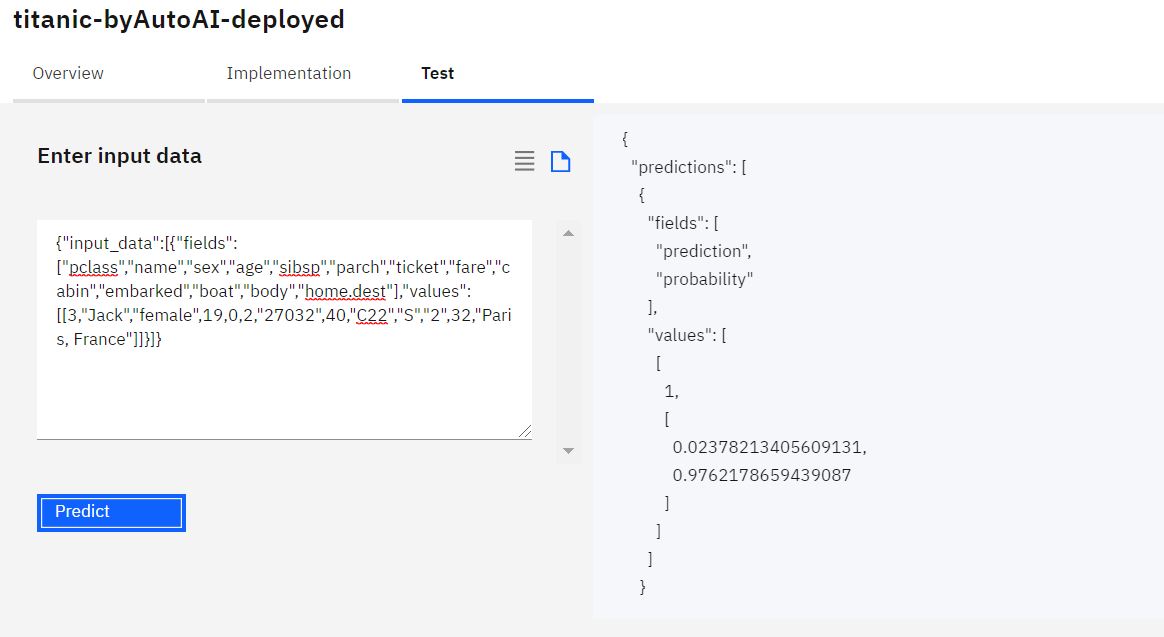 titanic-byAutoAI-deployed
Overview
Implementation
Test
Enter input data
{"input_data":[{"fields":
["pclass","name","sex","age","sibsp","parch","ticket","fare","c
abin","embarked","boat","body","home.dest"],"values":
[[3,"Jack","female",19,0,2,"27032",40,"C22","S","2",32,"Pari
s, France"]]}]}
Predict
{
"predictions": [
{
"fields": [
"prediction",
"probability"
],
"values": [
[
1,
[
0.02378213405609131,
0.9762178659439087
]
]
]
}